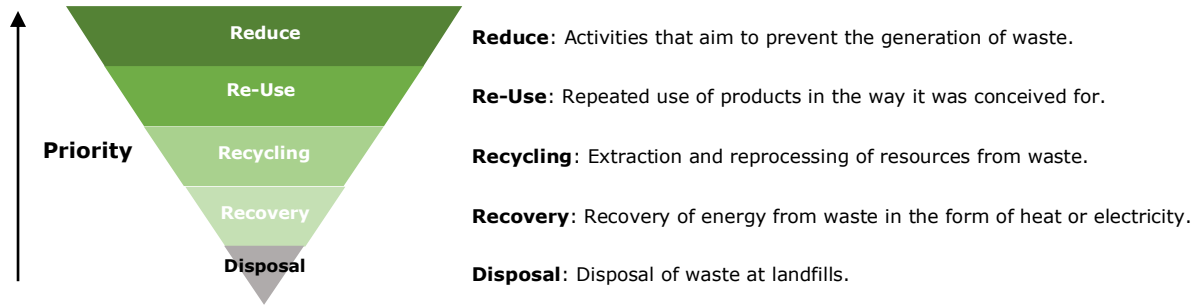 Reduce
Reduce: Activities that aim to prevent the generation of waste.
Re-Use
Re-Use: Repeated use of products in the way it was conceived for.
Priority
Recycling
Recycling: Extraction and reprocessing of resources from waste.
Recovery
Recovery: Recovery of energy from waste in the form of heat or electricity.
Disposal
Disposal: Disposal of waste at landfills.